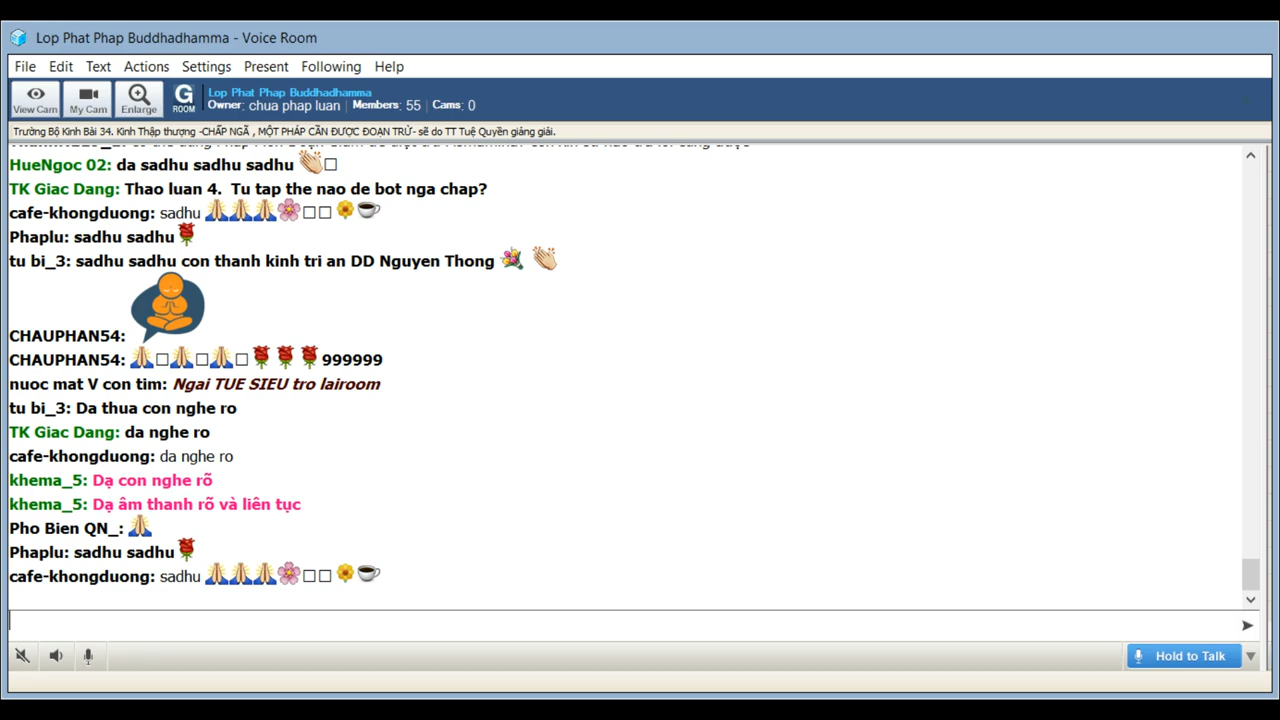 Lop Phat Phap Buddhadhamma - Voice Room
File Edit Text Actions Settings Present Following Help
View Cam My Cam Enlarge G ROOM Lop Phat Phap Buddhadhamma
Owner: chua phap luan Members: 55 Cams: 0
Trường Bộ Kinh Bài 34. Kinh Thập thượng -CHẤP NGÃ , MỘT PHÁP CẦN ĐƯỢC ĐOẠN TRỪ- sẽ do TT Tuệ Quyền giảng giải.
HueNgoc 02: da sadhu sadhu sadhu 👏□
TK Giac Dang: Thao luan 4. Tu tap the nao de bot nga chap?
cafe-khongduong: sadhu 🙏🙏🙏🌸□□ 🌼☕
Phaplu: sadhu sadhu🌹
tu bi_3: sadhu sadhu con thanh kinh tri an DD Nguyen Thong 💐 👏
CHAUPHAN54:
CHAUPHAN54: 🙏□🙏□🙏□🌹🌹🌹999999
nuoc mat V con tim: Ngai TUE SIEU tro lairoom
tu bi_3: Da thua con nghe ro
TK Giac Dang: da nghe ro
cafe-khongduong: da nghe ro
khema_5: Dạ con nghe rõ
khema_5: Dạ âm thanh rõ và liên tục
Pho Bien QN_: 🙏
Phaplu: sadhu sadhu🌹
cafe-khongduong: sadhu 🙏🙏🙏🌸□□ 🌼☕
Hold to Talk